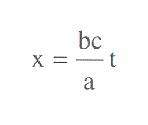 x = bc/a t